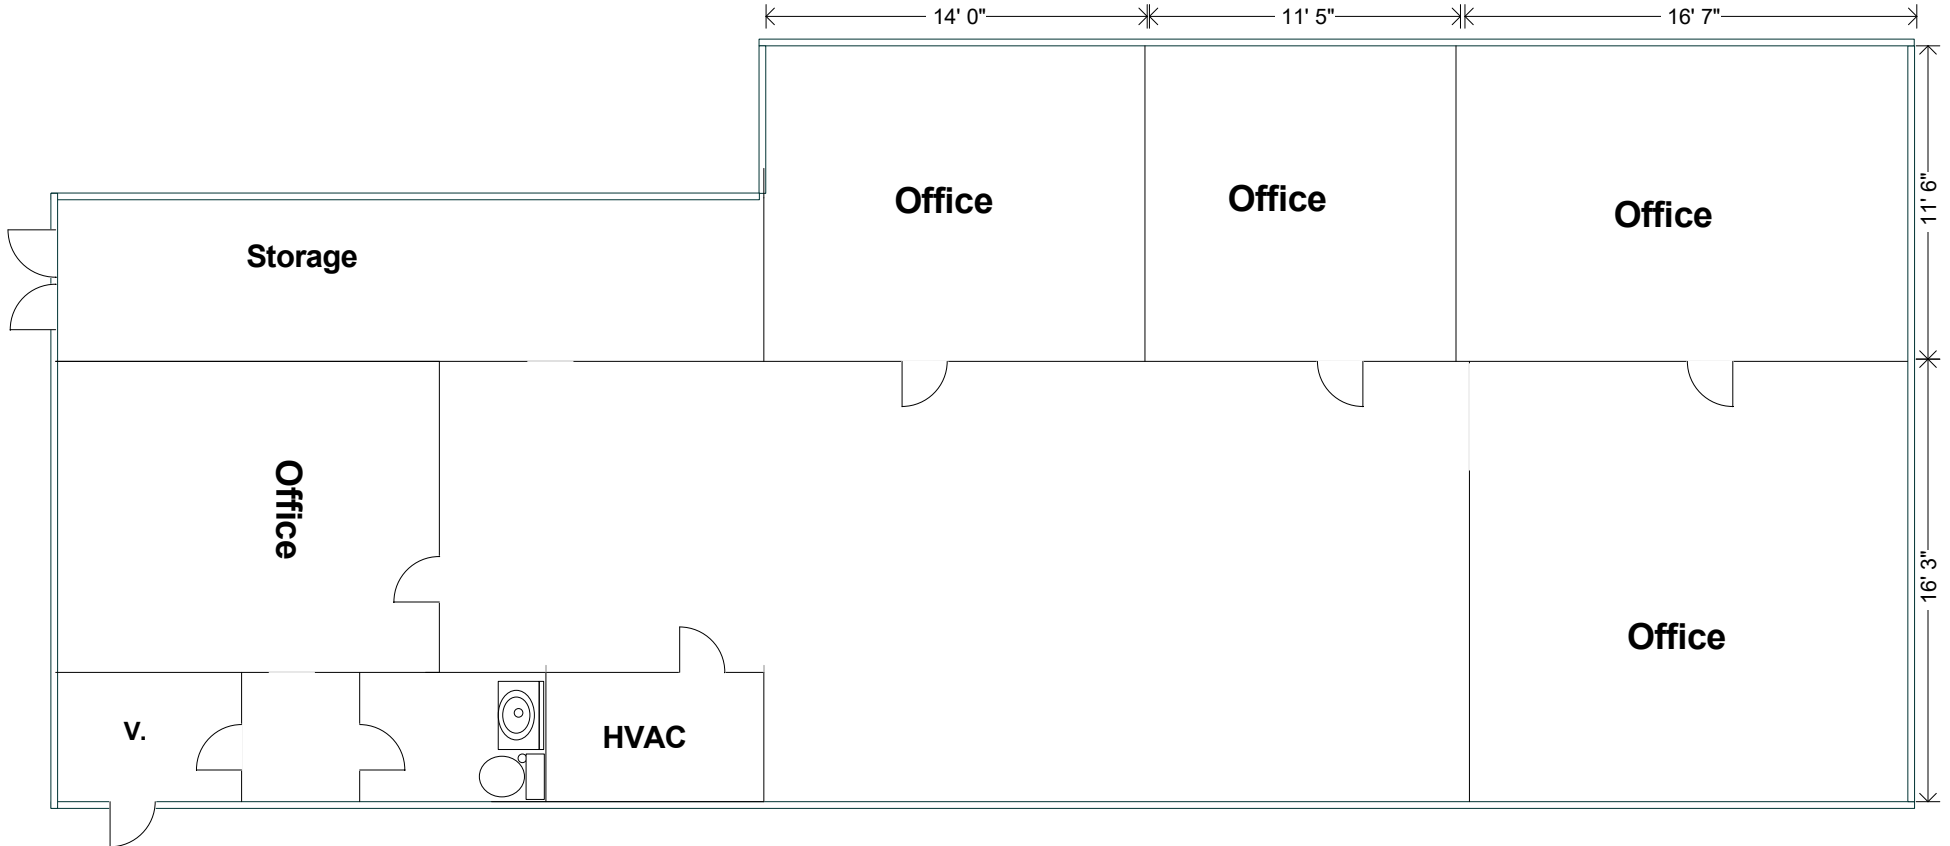 14' 0"
11' 5"
16' 7"
Office
Office
Office
11' 6"
Storage
Office
16' 3"
Office
V.
HVAC